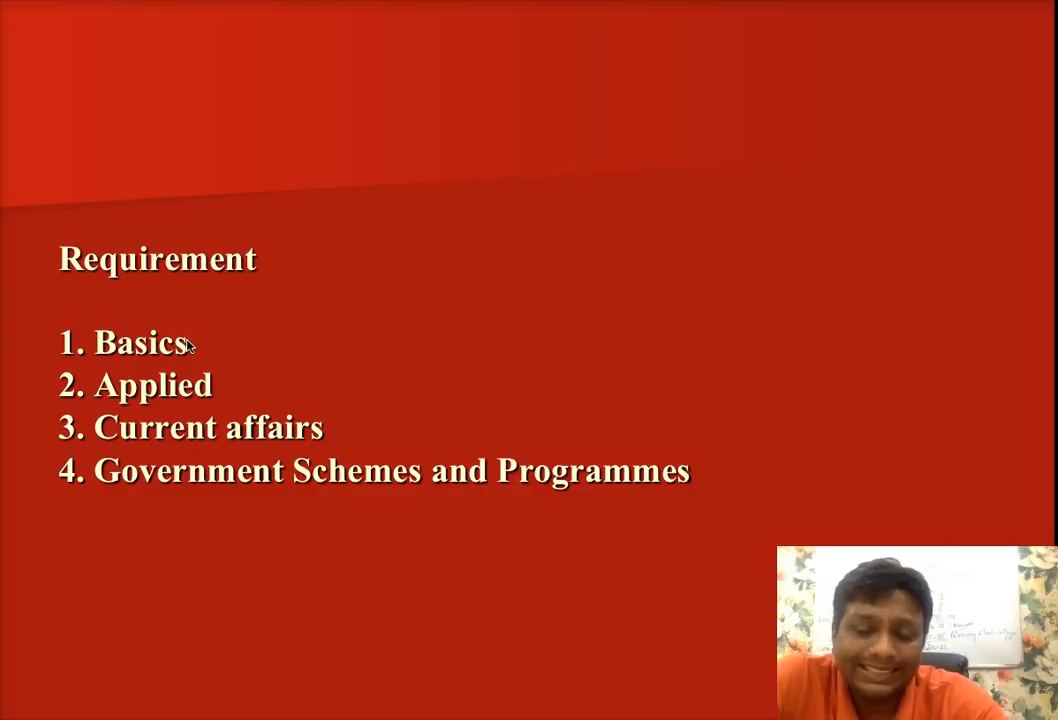 Requirement
1. Basics
2. Applied
3. Current affairs
4. Government Schemes and Programmes